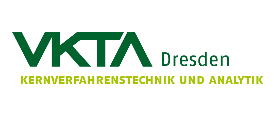 VKTA Dresden
KERNVERFAHRENSTECHNIK UND ANALYTIK